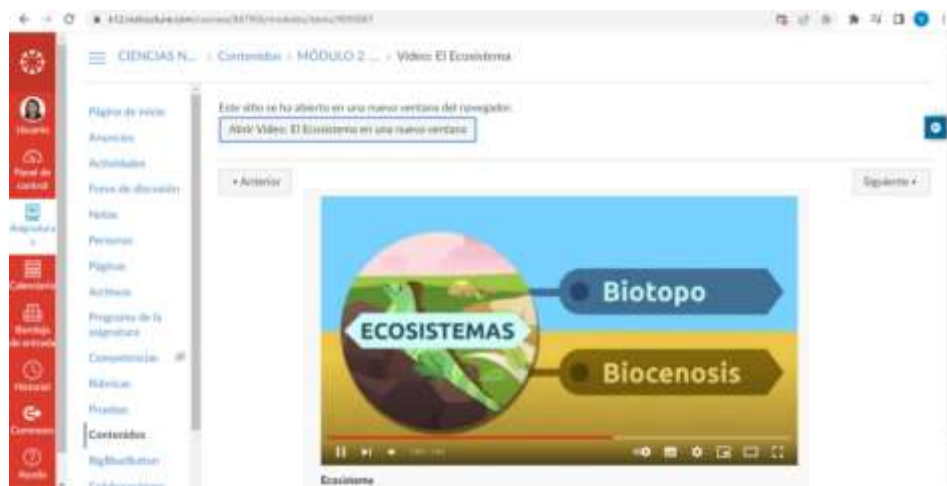 CIENCIAS N... › Contenidos › MÓDULO 2 ... › Video: El Ecosistema
Usuario
Panel de control
Asignatura
s
Calendario
Bandeja
de entrada
Historial
Commons
Ayuda
Página de inicio
Anuncios
Actividades
Foros de discusión
Notas
Personas
Páginas
Archivos
Programa de la
asignatura
Competencias
Rúbricas
Pruebas
Contenidos
BigBlueButton
Colaboraciones
Este sitio se ha abierto en una nueva ventana del navegador.
Abrir Video: El Ecosistema en una nueva ventana
Anterior
Siguiente
ECOSISTEMAS
Biotopo
Biocenosis
Ecosistema